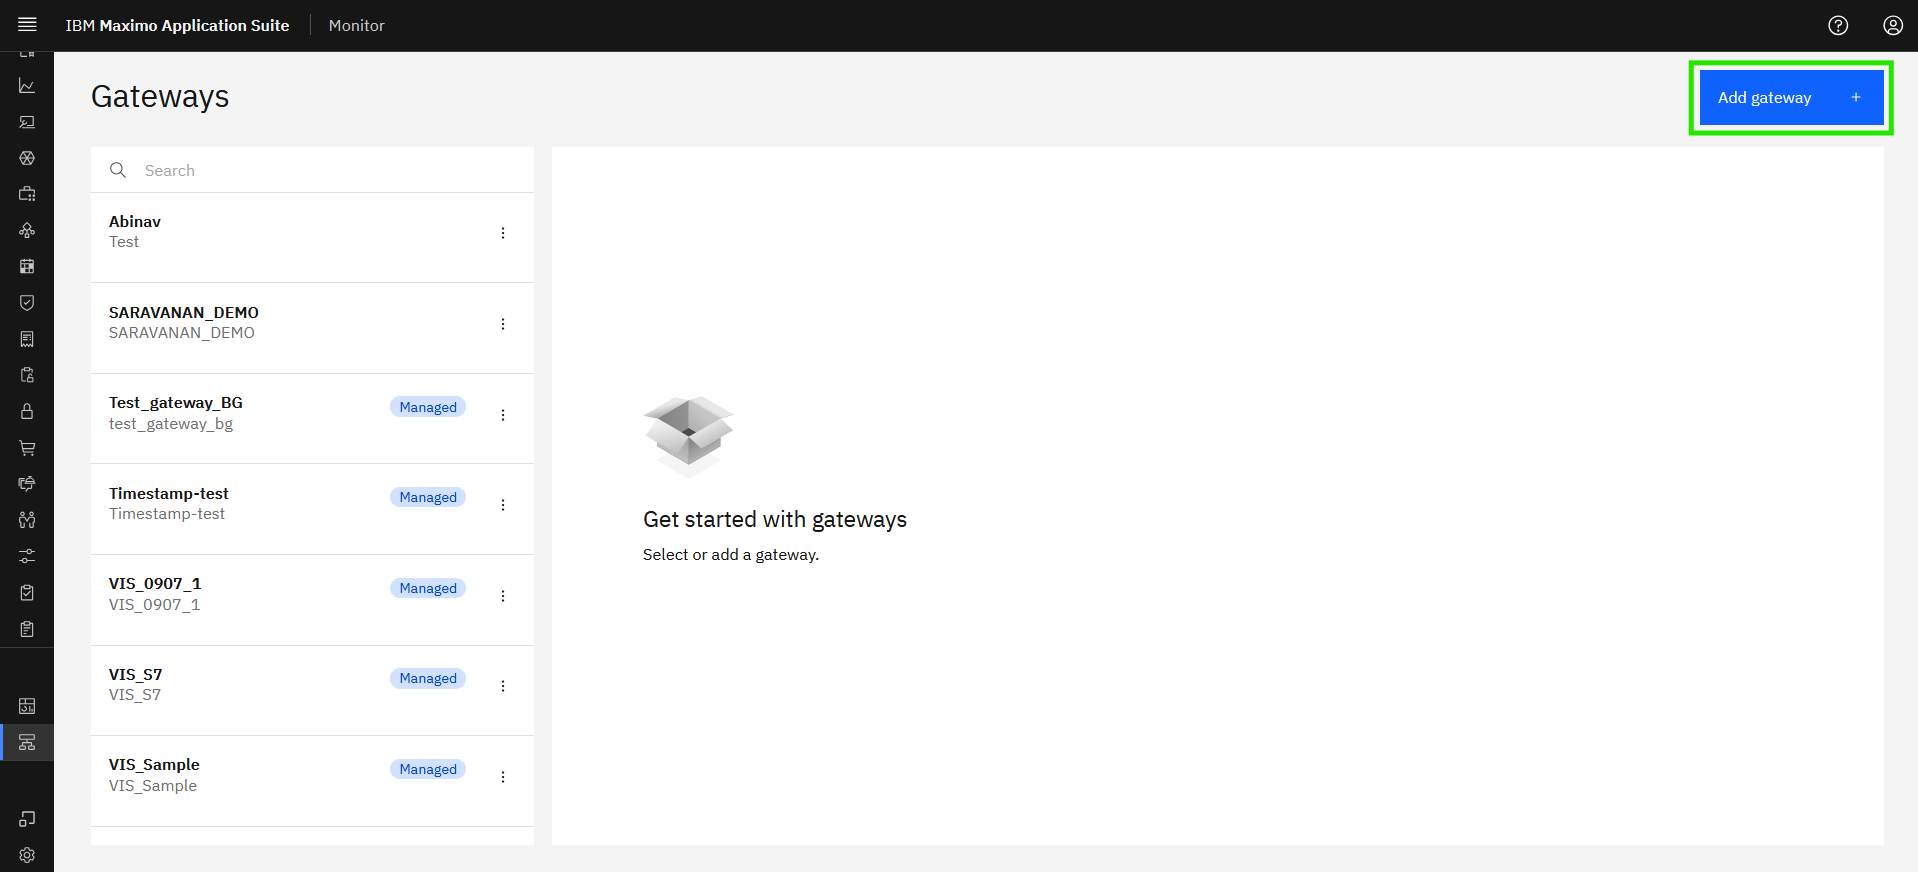 IBM Maximo Application Suite
Monitor
Gateways
Add gateway +
Search
Abinav
Test
SARAVANAN_DEMO
SARAVANAN_DEMO
Test_gateway_BG
Managed
test_gateway_bg
Timestamp-test
Managed
Timestamp-test
VIS_0907_1
Managed
VIS_0907_1
VIS_S7
Managed
VIS_S7
VIS_Sample
Managed
VIS_Sample
Get started with gateways
Select or add a gateway.